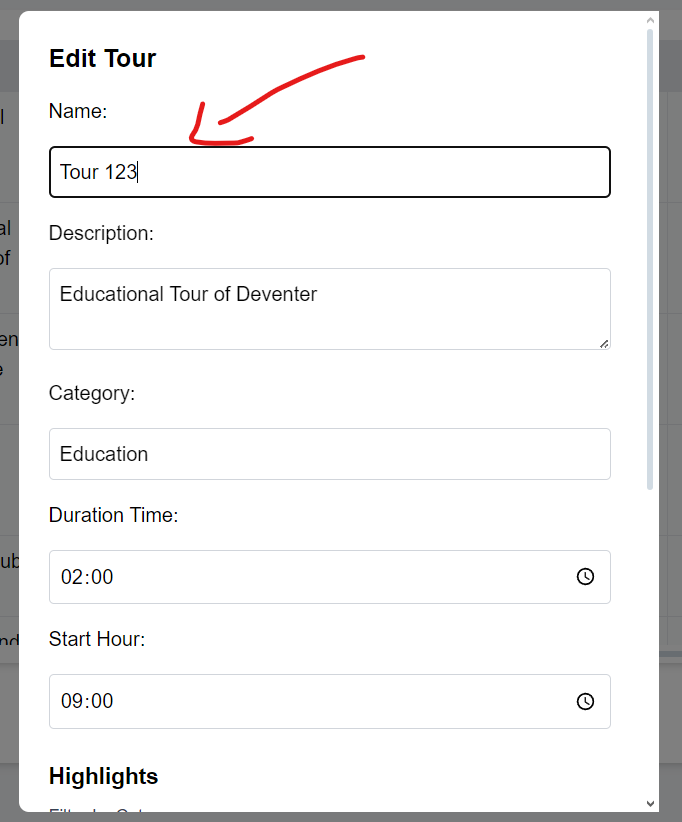 Edit Tour
Name:
Tour 123
Description:
Educational Tour of Deventer
Category:
Education
Duration Time:
02:00
Start Hour:
09:00
Highlights